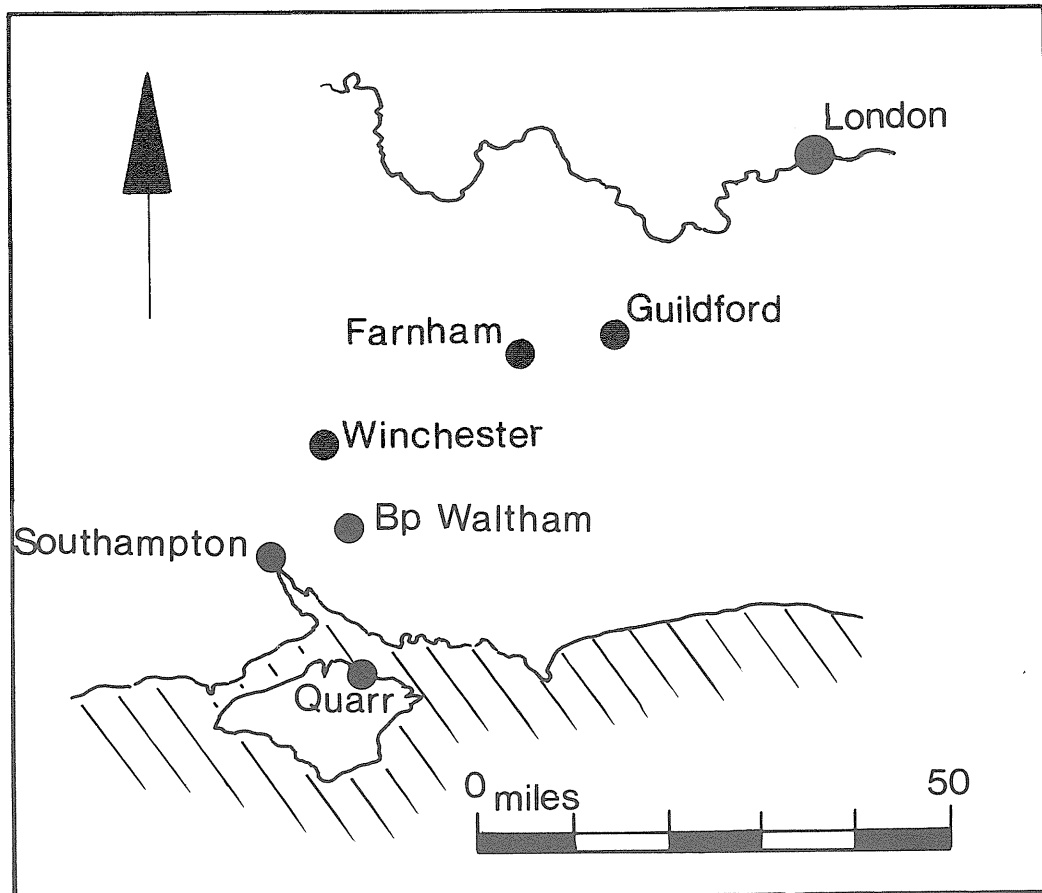 London
Guildford
Farnham
Winchester
Bp Waltham
Southampton
Quarr
0 miles 50